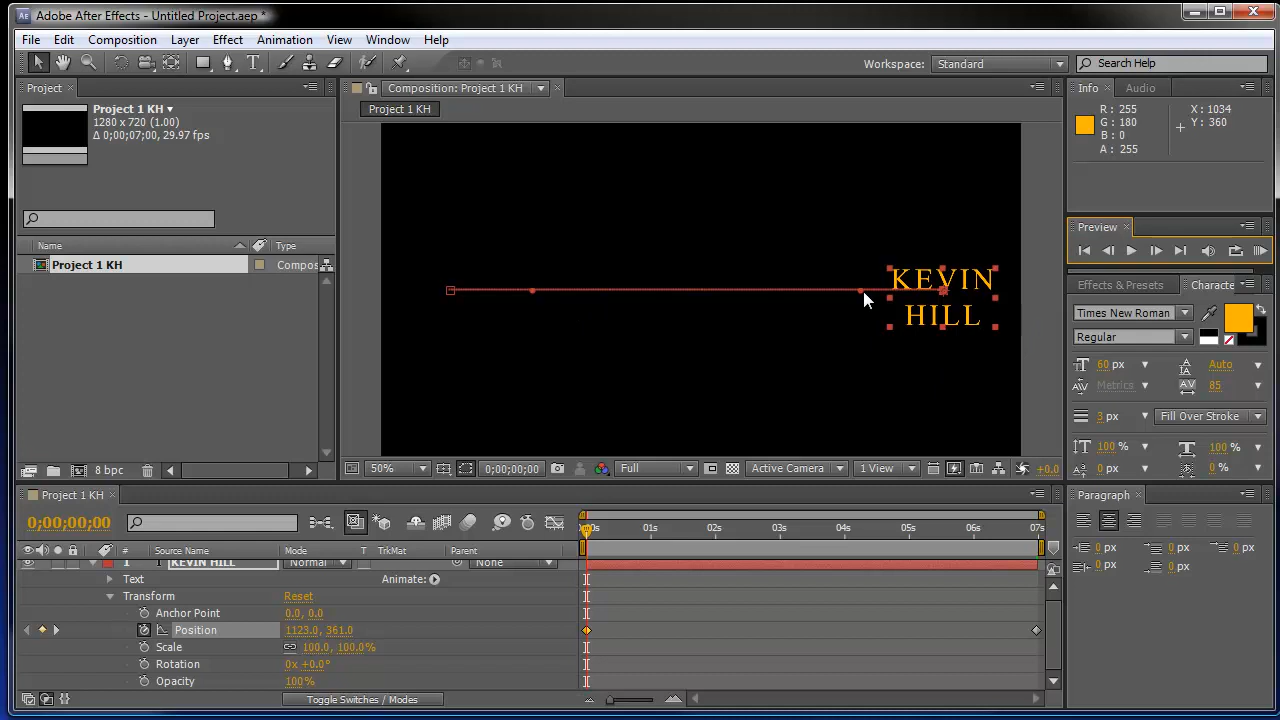 Adobe After Effects - Untitled Project.aep *
File Edit Composition Layer Effect Animation View Window Help
Workspace: Standard
Search Help
Project
Project 1 KH
1280 x 720 (1.00)
Δ 0;00;07;00, 29.97 fps
Name Type
Project 1 KH Compos
8 bpc
Composition: Project 1 KH
Project 1 KH
KEVIN
HILL
50% 0;00;00;00 Full Active Camera 1 View +0.0
Info Audio
R : 255
G : 180
B : 0
A : 255
X : 1034
Y : 360
Preview
Effects & Presets Characte
Times New Roman
Regular
60 px Auto
Metrics 85
3 px Fill Over Stroke
100 % 100 %
0 px 0 %
Paragraph
0 px 0 px 0 px
0 px 0 px
Project 1 KH
0;00;00;00
# Source Name Mode T TrkMat Parent
01s 02s 03s 04s 05s 06s 07s
1 T KEVIN HILL Normal None
Text Animate:
Transform Reset
Anchor Point 0.0, 0.0
Position 1123.0, 361.0
Scale 100.0, 100.0%
Rotation 0x +0.0°
Opacity 100%
Toggle Switches / Modes